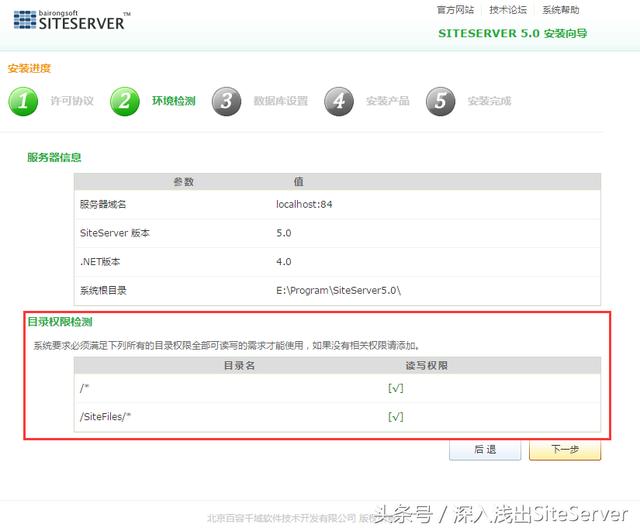 bairongsoft
SITESERVER™
官方网站 技术论坛 系统帮助
SITESERVER 5.0 安装向导
安装进度
1 许可协议 2 环境检测 3 数据库设置 4 安装产品 5 安装完成
服务器信息
参数 值
服务器域名 localhost:84
SiteServer 版本 5.0
.NET版本 4.0
系统根目录 E:\Program\SiteServer5.0\
目录权限检测
系统要求必须满足下列所有的目录权限全部可读写的需求才能使用，如果没有相关权限请添加。
目录名 读写权限
/* [√]
/SiteFiles/* [√]
后 退 下一步
北京百容千域软件技术开发有限公司 版权
头条号 / 深入浅出SiteServer